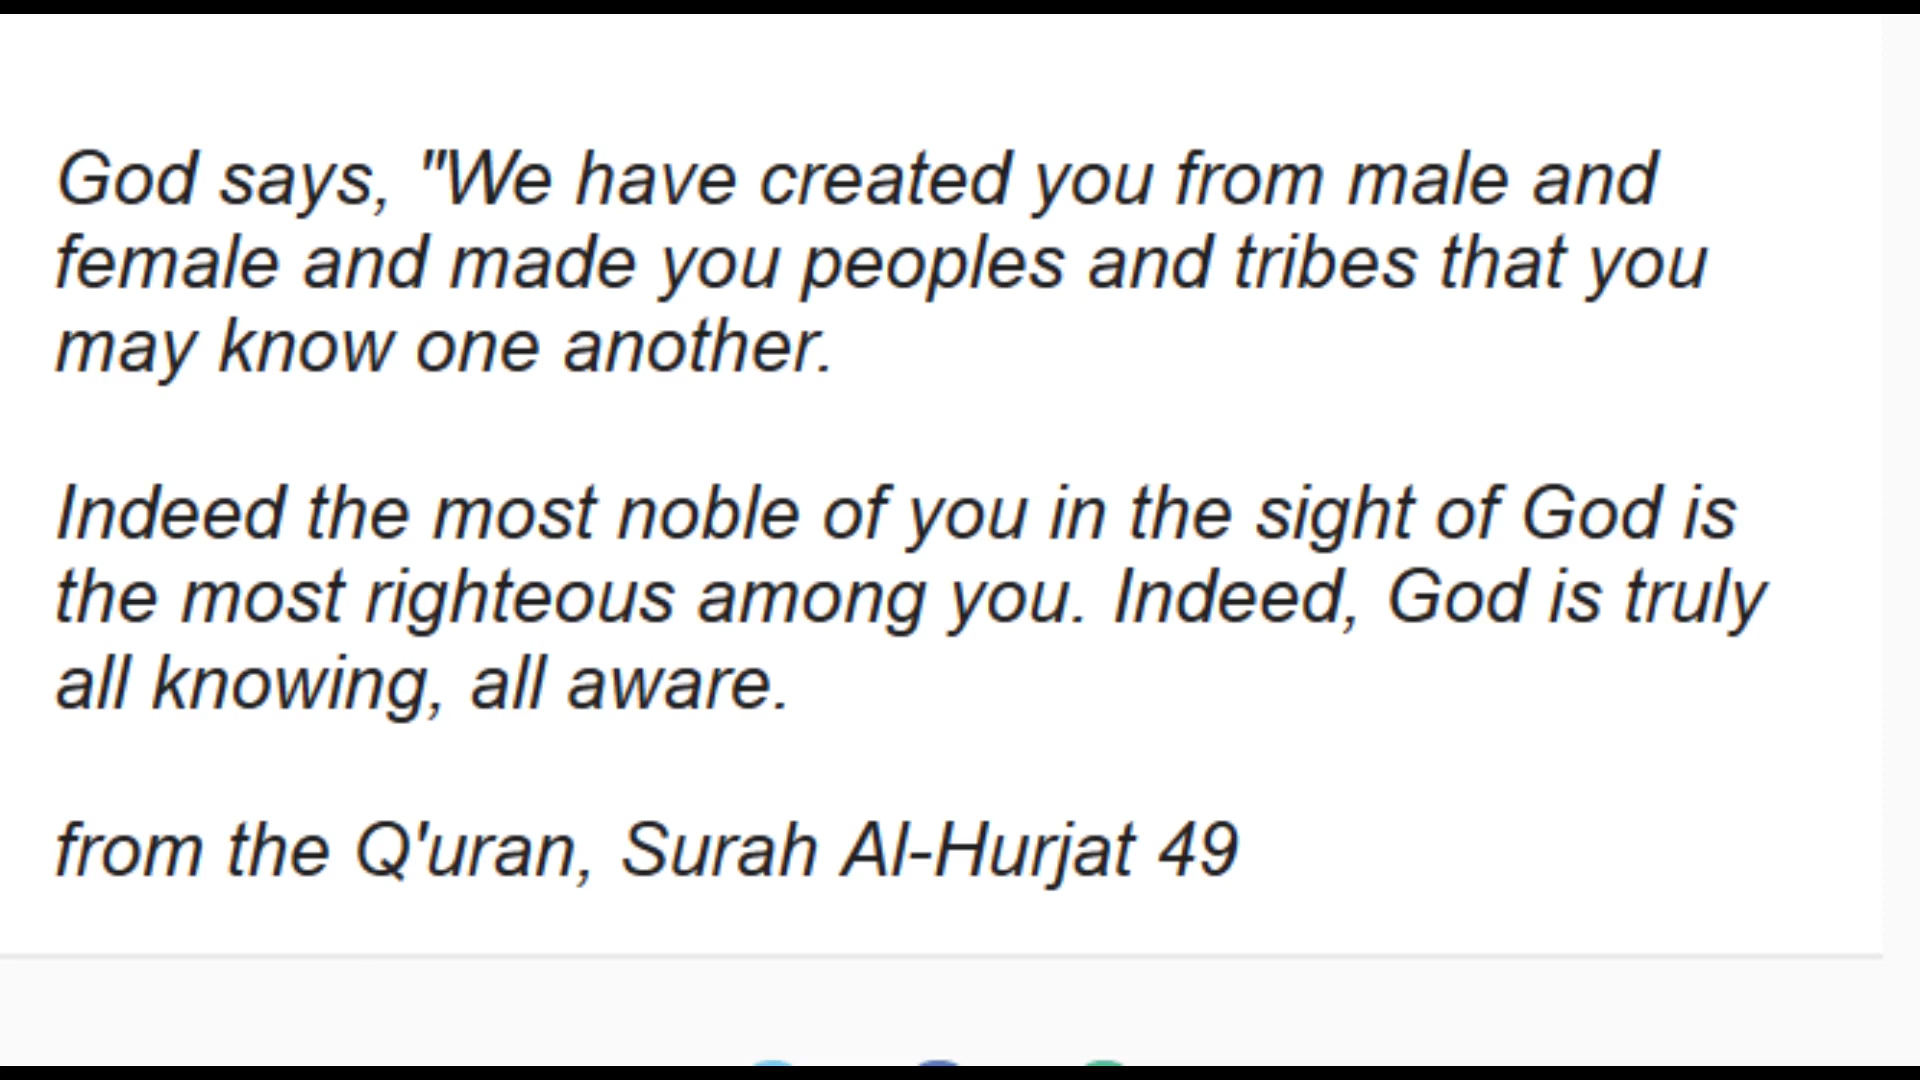 God says, "We have created you from male and
female and made you peoples and tribes that you
may know one another.
Indeed the most noble of you in the sight of God is
the most righteous among you. Indeed, God is truly
all knowing, all aware.
from the Q'uran, Surah Al-Hurjat 49